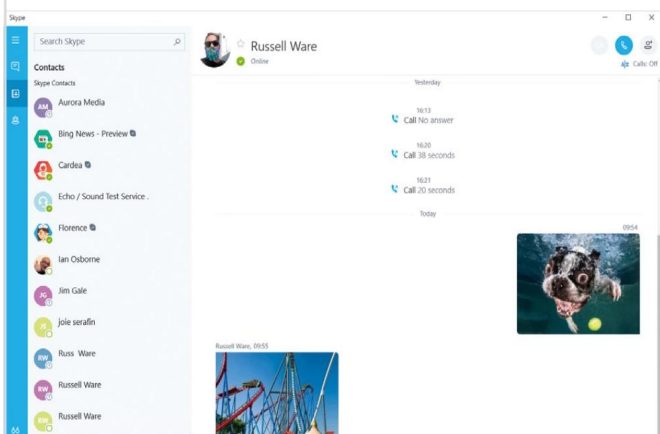 Skype
Search Skype
Contacts
Skype Contacts
AM
Aurora Media
Bing News - Preview
Cardea
Echo / Sound Test Service .
Florence
Ian Osborne
JG
Jim Gale
JS
joie serafin
RW
Russ Ware
RW
Russell Ware
RW
Russell Ware
66
Russell Ware
Online
Calls: Off
Yesterday
16:13
Call No answer
16:20
Call 38 seconds
16:21
Call 20 seconds
Today
09:54
Russell Ware, 09:55